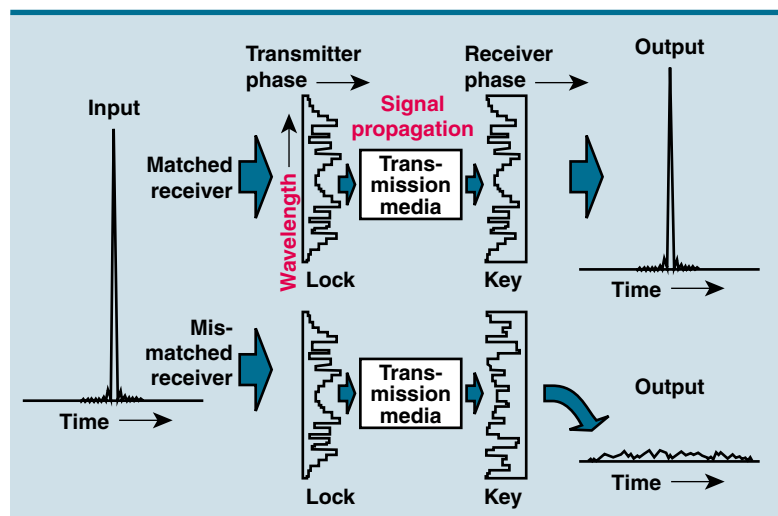 Transmitter
phase
Receiver
phase
Output
Input
Signal
propagation
Matched
receiver
Wavelength
Trans-
mission
media
Lock
Key
Time
Mis-
matched
receiver
Trans-
mission
media
Output
Time
Lock
Key
Time